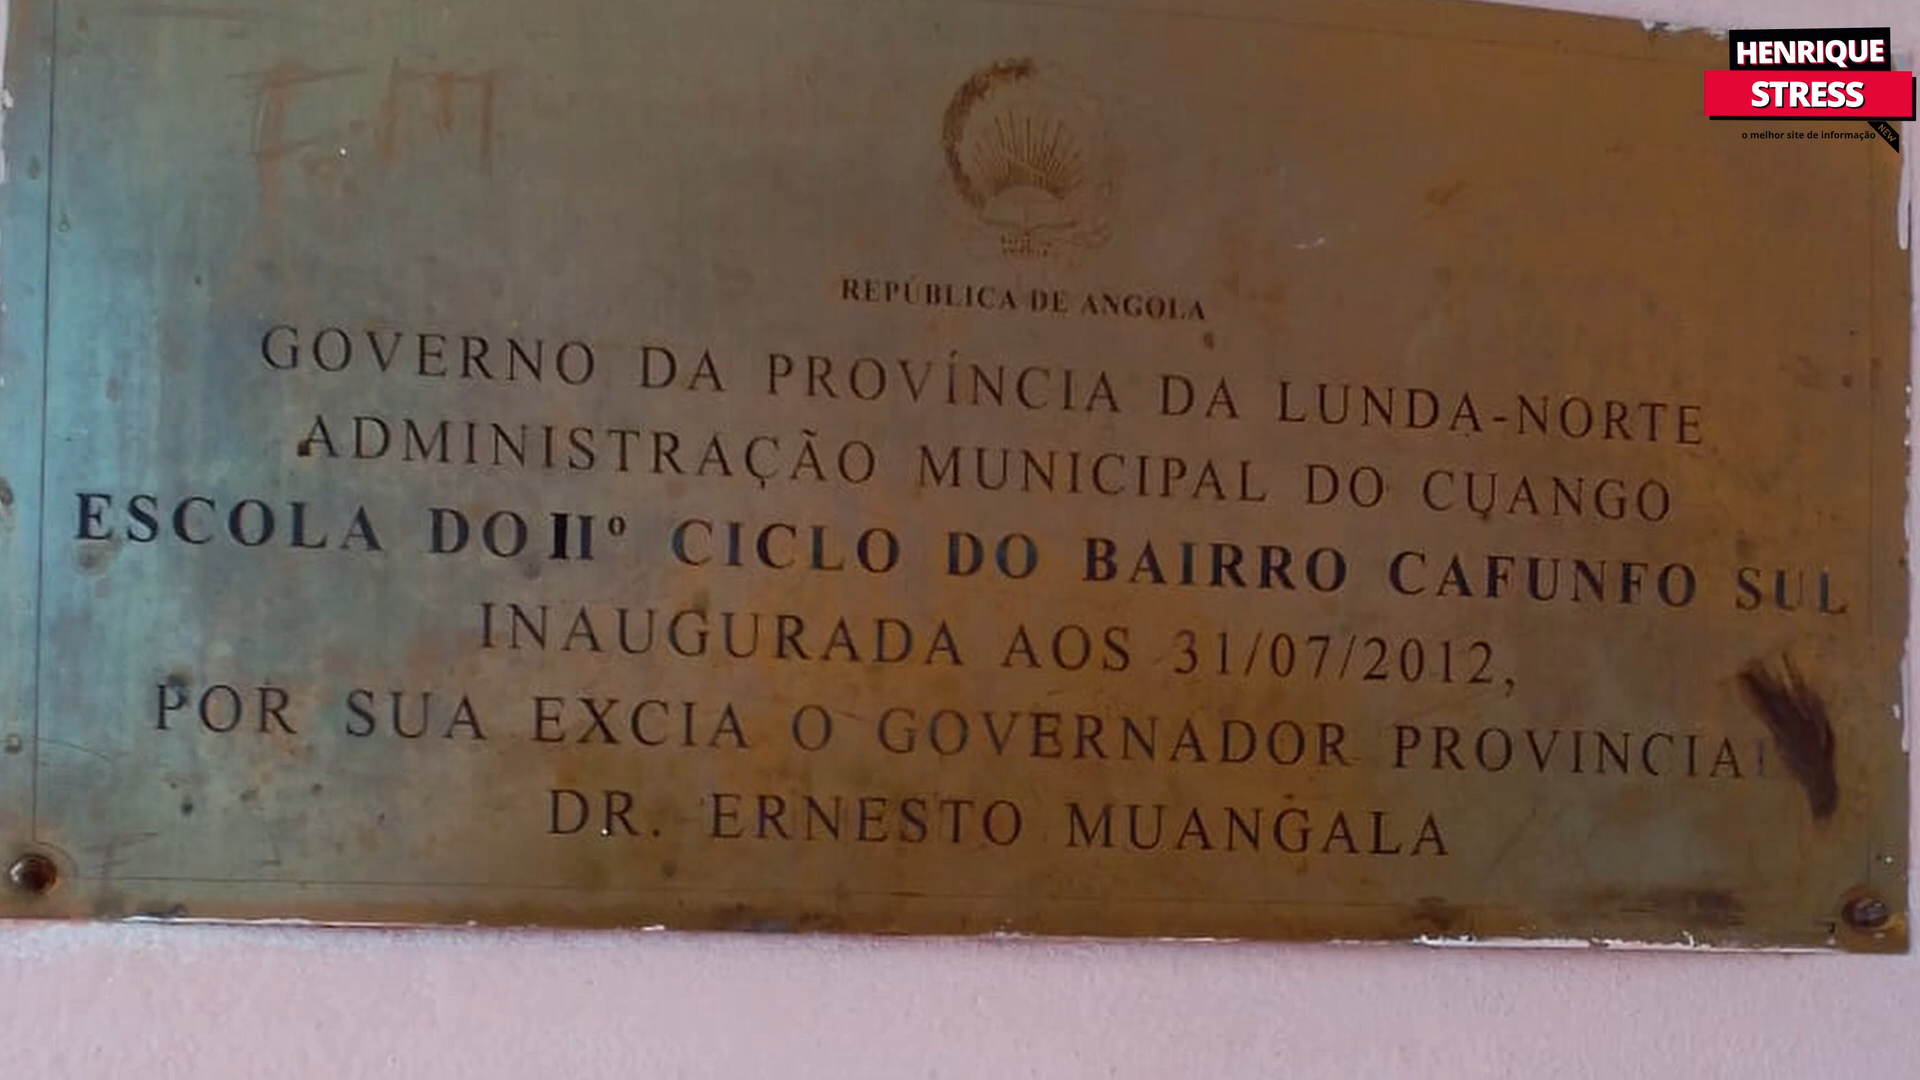 HENRIQUE
STRESS
o melhor site de informação
NEW
F.M
REPÚBLICA DE ANGOLA
GOVERNO DA PROVÍNCIA DA LUNDA-NORTE
ADMINISTRAÇÃO MUNICIPAL DO CUANGO
ESCOLA DO IIº CICLO DO BAIRRO CAFUNFO SUL
INAUGURADA AOS 31/07/2012,
POR SUA EXCIA O GOVERNADOR PROVINCIAL
DR. ERNESTO MUANGALA